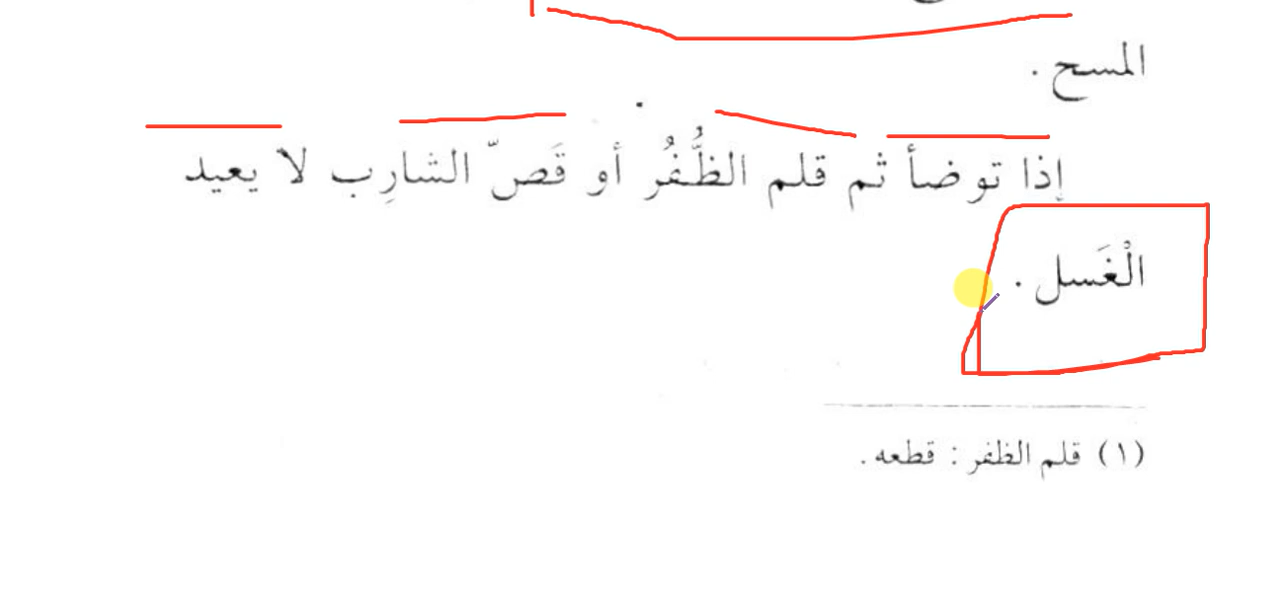 المسح .
إذا توضأ ثم قلم الظُّفُر أو قَصّ الشارِب لا يعيد
الْغَسل .
(١) قلم الظفر : قطعه .